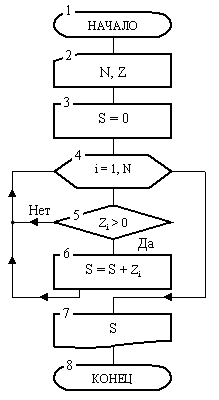 1
НАЧАЛО
2
N, Z
3
S = 0
4
i = 1, N
Нет
5
Zi > 0
Да
6
S = S + Zi
7
S
8
КОНЕЦ